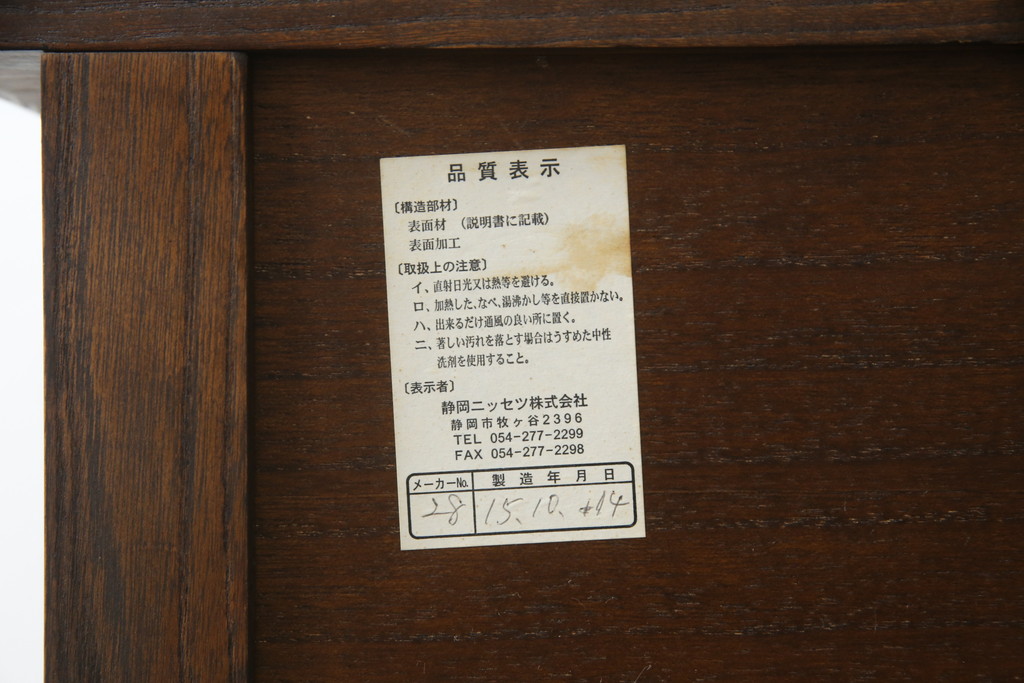 品質表示
〔構造部材〕
表面材 （説明書に記載）
表面加工
〔取扱上の注意〕
イ、直射日光又は熱等を避ける。
ロ、加熱した、なべ、湯沸かし等を直接置かない。
ハ、出来るだけ通風の良い所に置く。
ニ、著しい汚れを落とす場合はうすめた中性
洗剤を使用すること。
〔表示者〕
静岡ニッセツ株式会社
静岡市牧ヶ谷2396
TEL 054-277-2299
FAX 054-277-2298
メーカーNo. 製造年月日
28 15.10.14